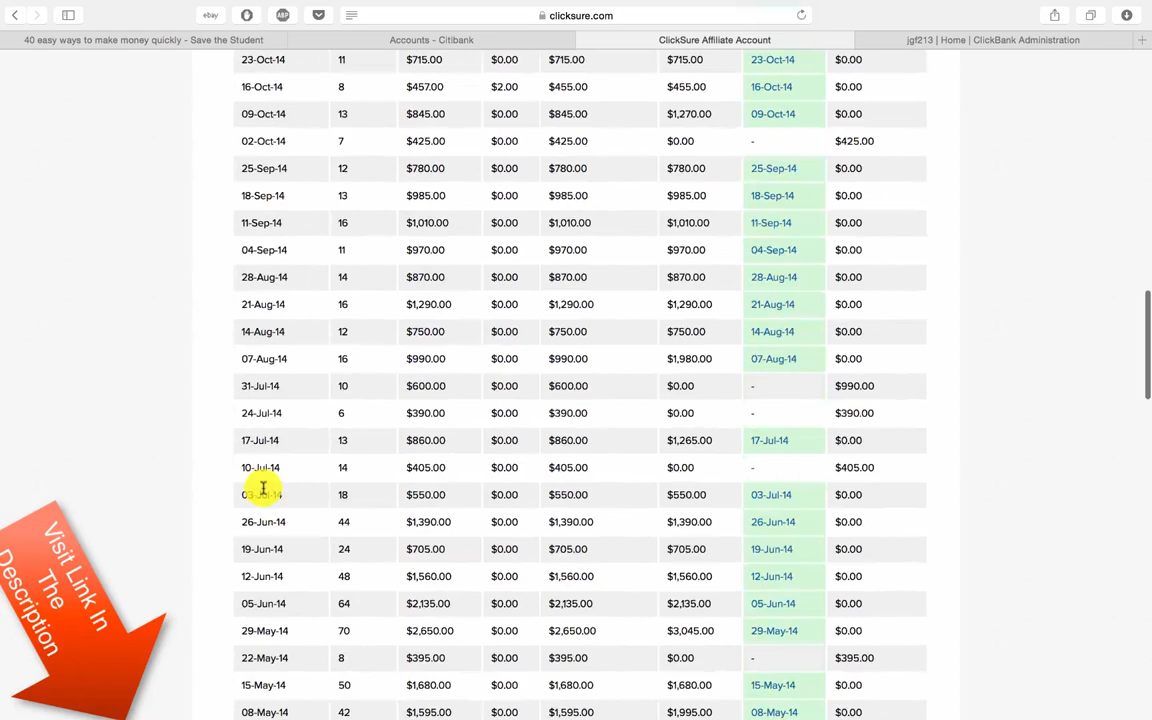 ebay
ABP
clicksure.com
40 easy ways to make money quickly - Save the Student
Accounts - Citibank
ClickSure Affiliate Account
jgf213 | Home | ClickBank Administration
23-Oct-14 11 $715.00 $0.00 $715.00 $715.00 23-Oct-14 $0.00
16-Oct-14 8 $457.00 $2.00 $455.00 $455.00 16-Oct-14 $0.00
09-Oct-14 13 $845.00 $0.00 $845.00 $1,270.00 09-Oct-14 $0.00
02-Oct-14 7 $425.00 $0.00 $425.00 $0.00 - $425.00
25-Sep-14 12 $780.00 $0.00 $780.00 $780.00 25-Sep-14 $0.00
18-Sep-14 13 $985.00 $0.00 $985.00 $985.00 18-Sep-14 $0.00
11-Sep-14 16 $1,010.00 $0.00 $1,010.00 $1,010.00 11-Sep-14 $0.00
04-Sep-14 11 $970.00 $0.00 $970.00 $970.00 04-Sep-14 $0.00
28-Aug-14 14 $870.00 $0.00 $870.00 $870.00 28-Aug-14 $0.00
21-Aug-14 16 $1,290.00 $0.00 $1,290.00 $1,290.00 21-Aug-14 $0.00
14-Aug-14 12 $750.00 $0.00 $750.00 $750.00 14-Aug-14 $0.00
07-Aug-14 16 $990.00 $0.00 $990.00 $1,980.00 07-Aug-14 $0.00
31-Jul-14 10 $600.00 $0.00 $600.00 $0.00 - $990.00
24-Jul-14 6 $390.00 $0.00 $390.00 $0.00 - $390.00
17-Jul-14 13 $860.00 $0.00 $860.00 $1,265.00 17-Jul-14 $0.00
10-Jul-14 14 $405.00 $0.00 $405.00 $0.00 - $405.00
03-Jul-14 18 $550.00 $0.00 $550.00 $550.00 03-Jul-14 $0.00
26-Jun-14 44 $1,390.00 $0.00 $1,390.00 $1,390.00 26-Jun-14 $0.00
19-Jun-14 24 $705.00 $0.00 $705.00 $705.00 19-Jun-14 $0.00
12-Jun-14 48 $1,560.00 $0.00 $1,560.00 $1,560.00 12-Jun-14 $0.00
05-Jun-14 64 $2,135.00 $0.00 $2,135.00 $2,135.00 05-Jun-14 $0.00
29-May-14 70 $2,650.00 $0.00 $2,650.00 $3,045.00 29-May-14 $0.00
22-May-14 8 $395.00 $0.00 $395.00 $0.00 - $395.00
15-May-14 50 $1,680.00 $0.00 $1,680.00 $1,680.00 15-May-14 $0.00
08-May-14 42 $1,595.00 $0.00 $1,595.00 $1,995.00 08-May-14 $0.00
Visit Link In
The
Description